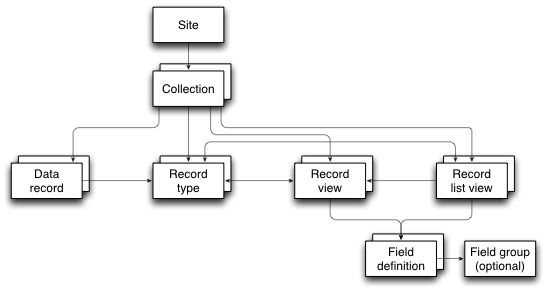 Site
Collection
Data
record
Record
type
Record
view
Record
list view
Field
definition
Field group
(optional)